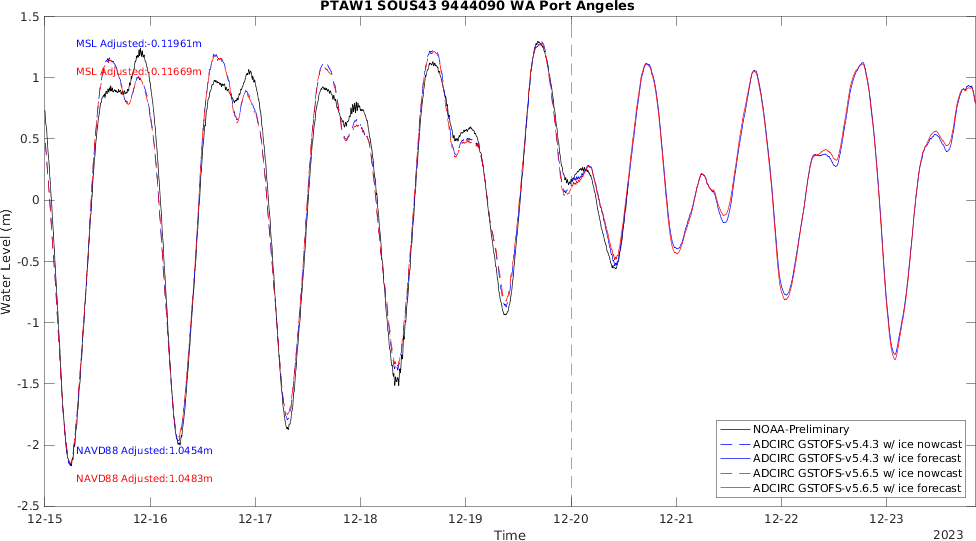 PTAW1 SOUS43 9444090 WA Port Angeles
1.5
1
0.5
0
-0.5
-1
-1.5
-2
-2.5
Water Level (m)
MSL Adjusted:-0.11961m
MSL Adjusted:-0.11669m
NAVD88 Adjusted:1.0454m
NAVD88 Adjusted:1.0483m
NOAA-Preliminary
ADCIRC GSTOFS-v5.4.3 w/ ice nowcast
ADCIRC GSTOFS-v5.4.3 w/ ice forecast
ADCIRC GSTOFS-v5.6.5 w/ ice nowcast
ADCIRC GSTOFS-v5.6.5 w/ ice forecast
12-15 12-16 12-17 12-18 12-19 12-20 12-21 12-22 12-23
Time
2023